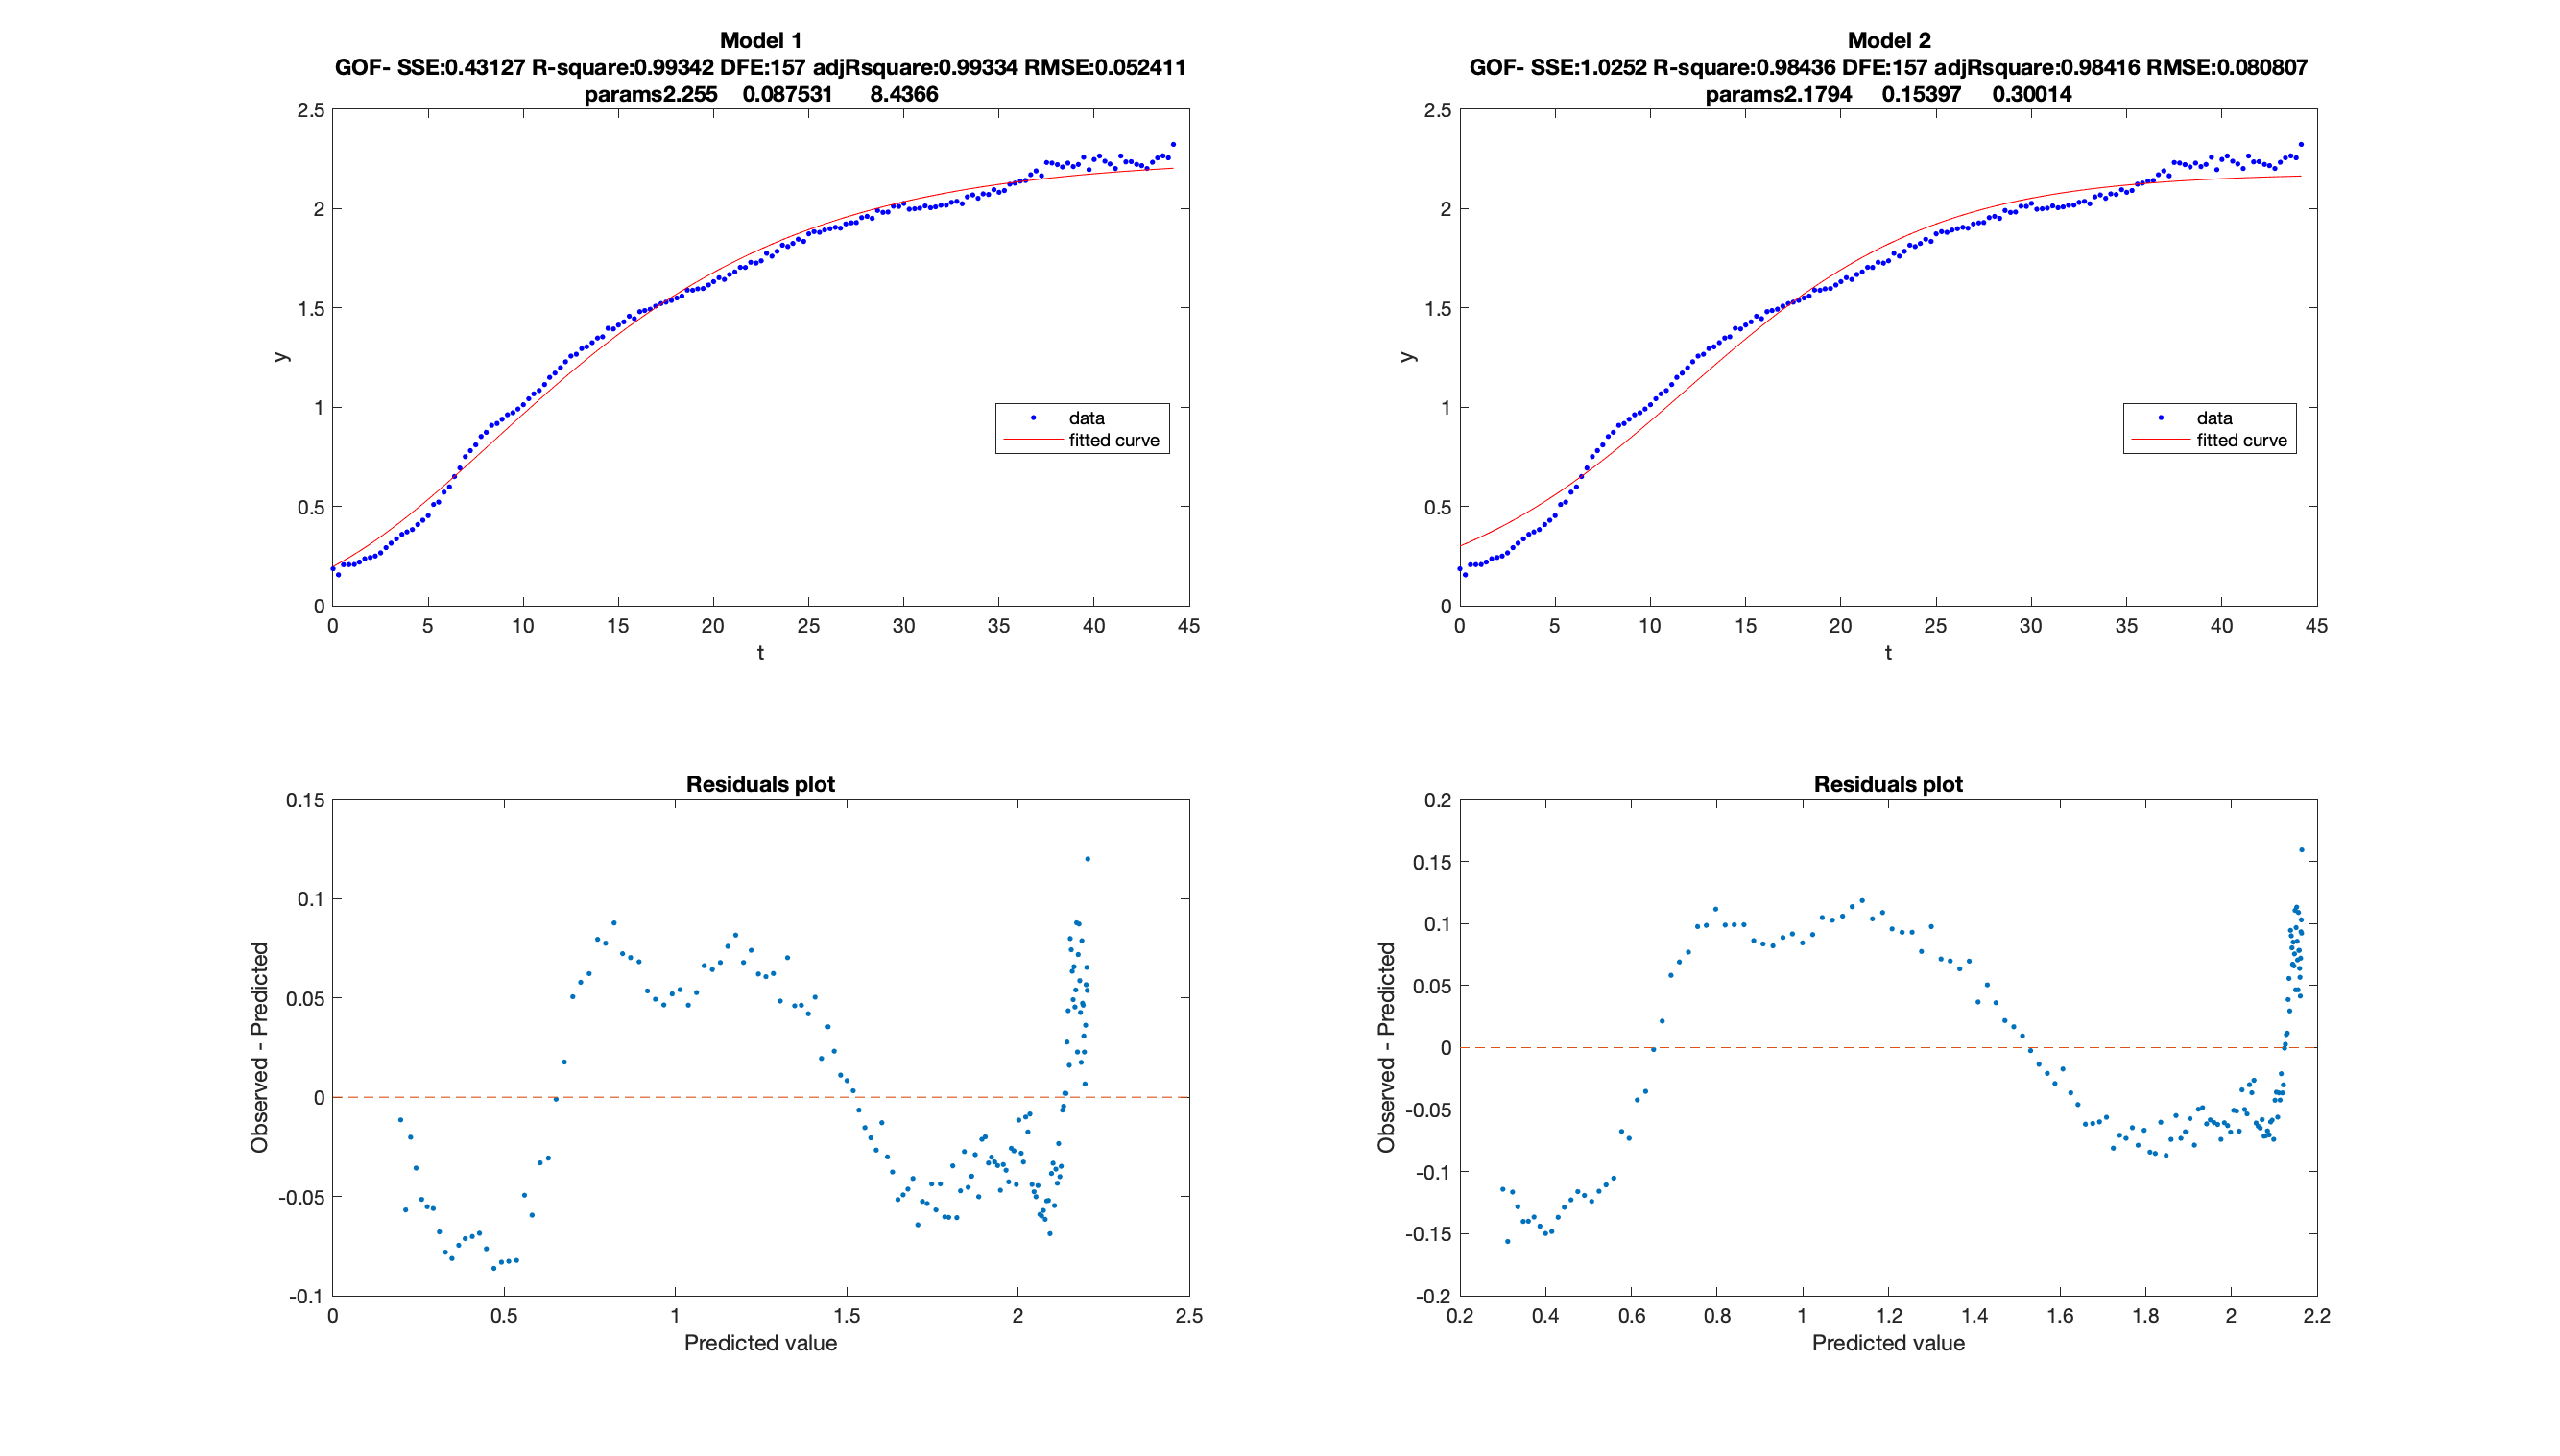 Model 1
GOF- SSE:0.43127 R-square:0.99342 DFE:157 adjRsquare:0.99334 RMSE:0.052411
params2.255 0.087531 8.4366
2.5
2
1.5
1
0.5
0
y
data
fitted curve
0 5 10 15 20 25 30 35 40 45
t
Model 2
GOF- SSE:1.0252 R-square:0.98436 DFE:157 adjRsquare:0.98416 RMSE:0.080807
params2.1794 0.15397 0.30014
2.5
2
1.5
1
0.5
0
y
data
fitted curve
0 5 10 15 20 25 30 35 40 45
t
Residuals plot
0.15
0.1
0.05
0
-0.05
-0.1
Observed - Predicted
0 0.5 1 1.5 2 2.5
Predicted value
Residuals plot
0.2
0.15
0.1
0.05
0
-0.05
-0.1
-0.15
-0.2
Observed - Predicted
0.2 0.4 0.6 0.8 1 1.2 1.4 1.6 1.8 2 2.2
Predicted value